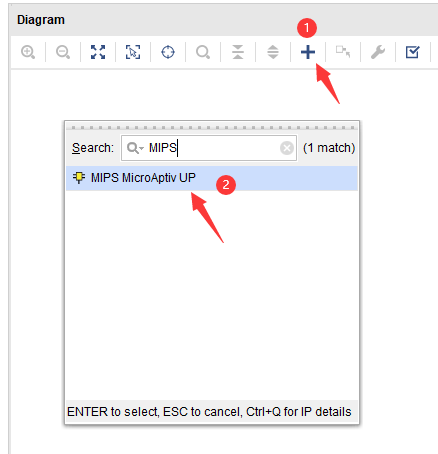 Diagram
1
Search: MIPS (1 match)
MIPS MicroAptiv UP
2
ENTER to select, ESC to cancel, Ctrl+Q for IP details